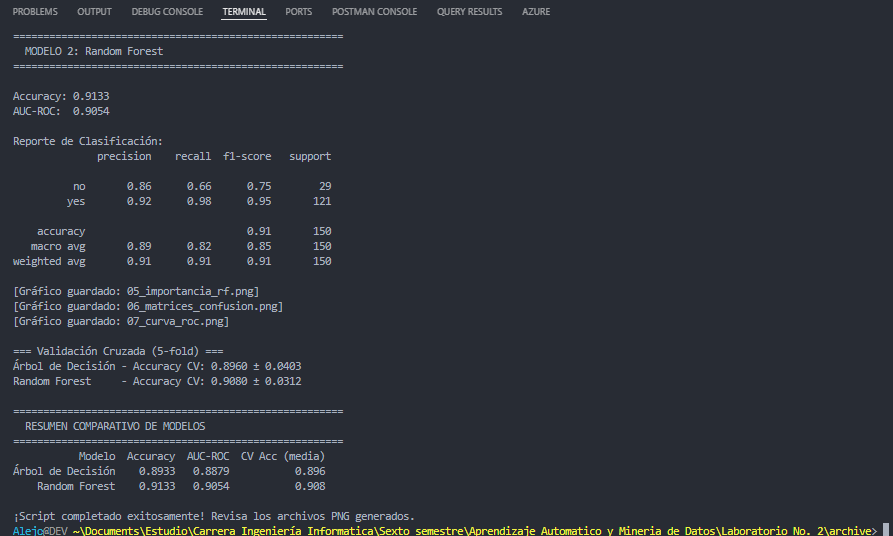 PROBLEMS OUTPUT DEBUG CONSOLE TERMINAL PORTS POSTMAN CONSOLE QUERY RESULTS AZURE
=======================================================
  MODELO 2: Random Forest
=======================================================

Accuracy: 0.9133
AUC-ROC:  0.9054

Reporte de Clasificación:
              precision    recall  f1-score   support

          no       0.86      0.66      0.75        29
         yes       0.92      0.98      0.95       121

    accuracy                           0.91       150
   macro avg       0.89      0.82      0.85       150
weighted avg       0.91      0.91      0.91       150

[Gráfico guardado: 05_importancia_rf.png]
[Gráfico guardado: 06_matrices_confusion.png]
[Gráfico guardado: 07_curva_roc.png]

=== Validación Cruzada (5-fold) ===
Árbol de Decisión - Accuracy CV: 0.8960 ± 0.0403
Random Forest     - Accuracy CV: 0.9080 ± 0.0312

=======================================================
  RESUMEN COMPARATIVO DE MODELOS
=======================================================
           Modelo  Accuracy  AUC-ROC  CV Acc (media)
Árbol de Decisión    0.8933   0.8879           0.896
    Random Forest    0.9133   0.9054           0.908

¡Script completado exitosamente! Revisa los archivos PNG generados.
Alejo@DEV ~\Documents\Estudio\Carrera Ingeniería Informatica\Sexto semestre\Aprendizaje Automatico y Mineria de Datos\Laboratorio No. 2\archive>